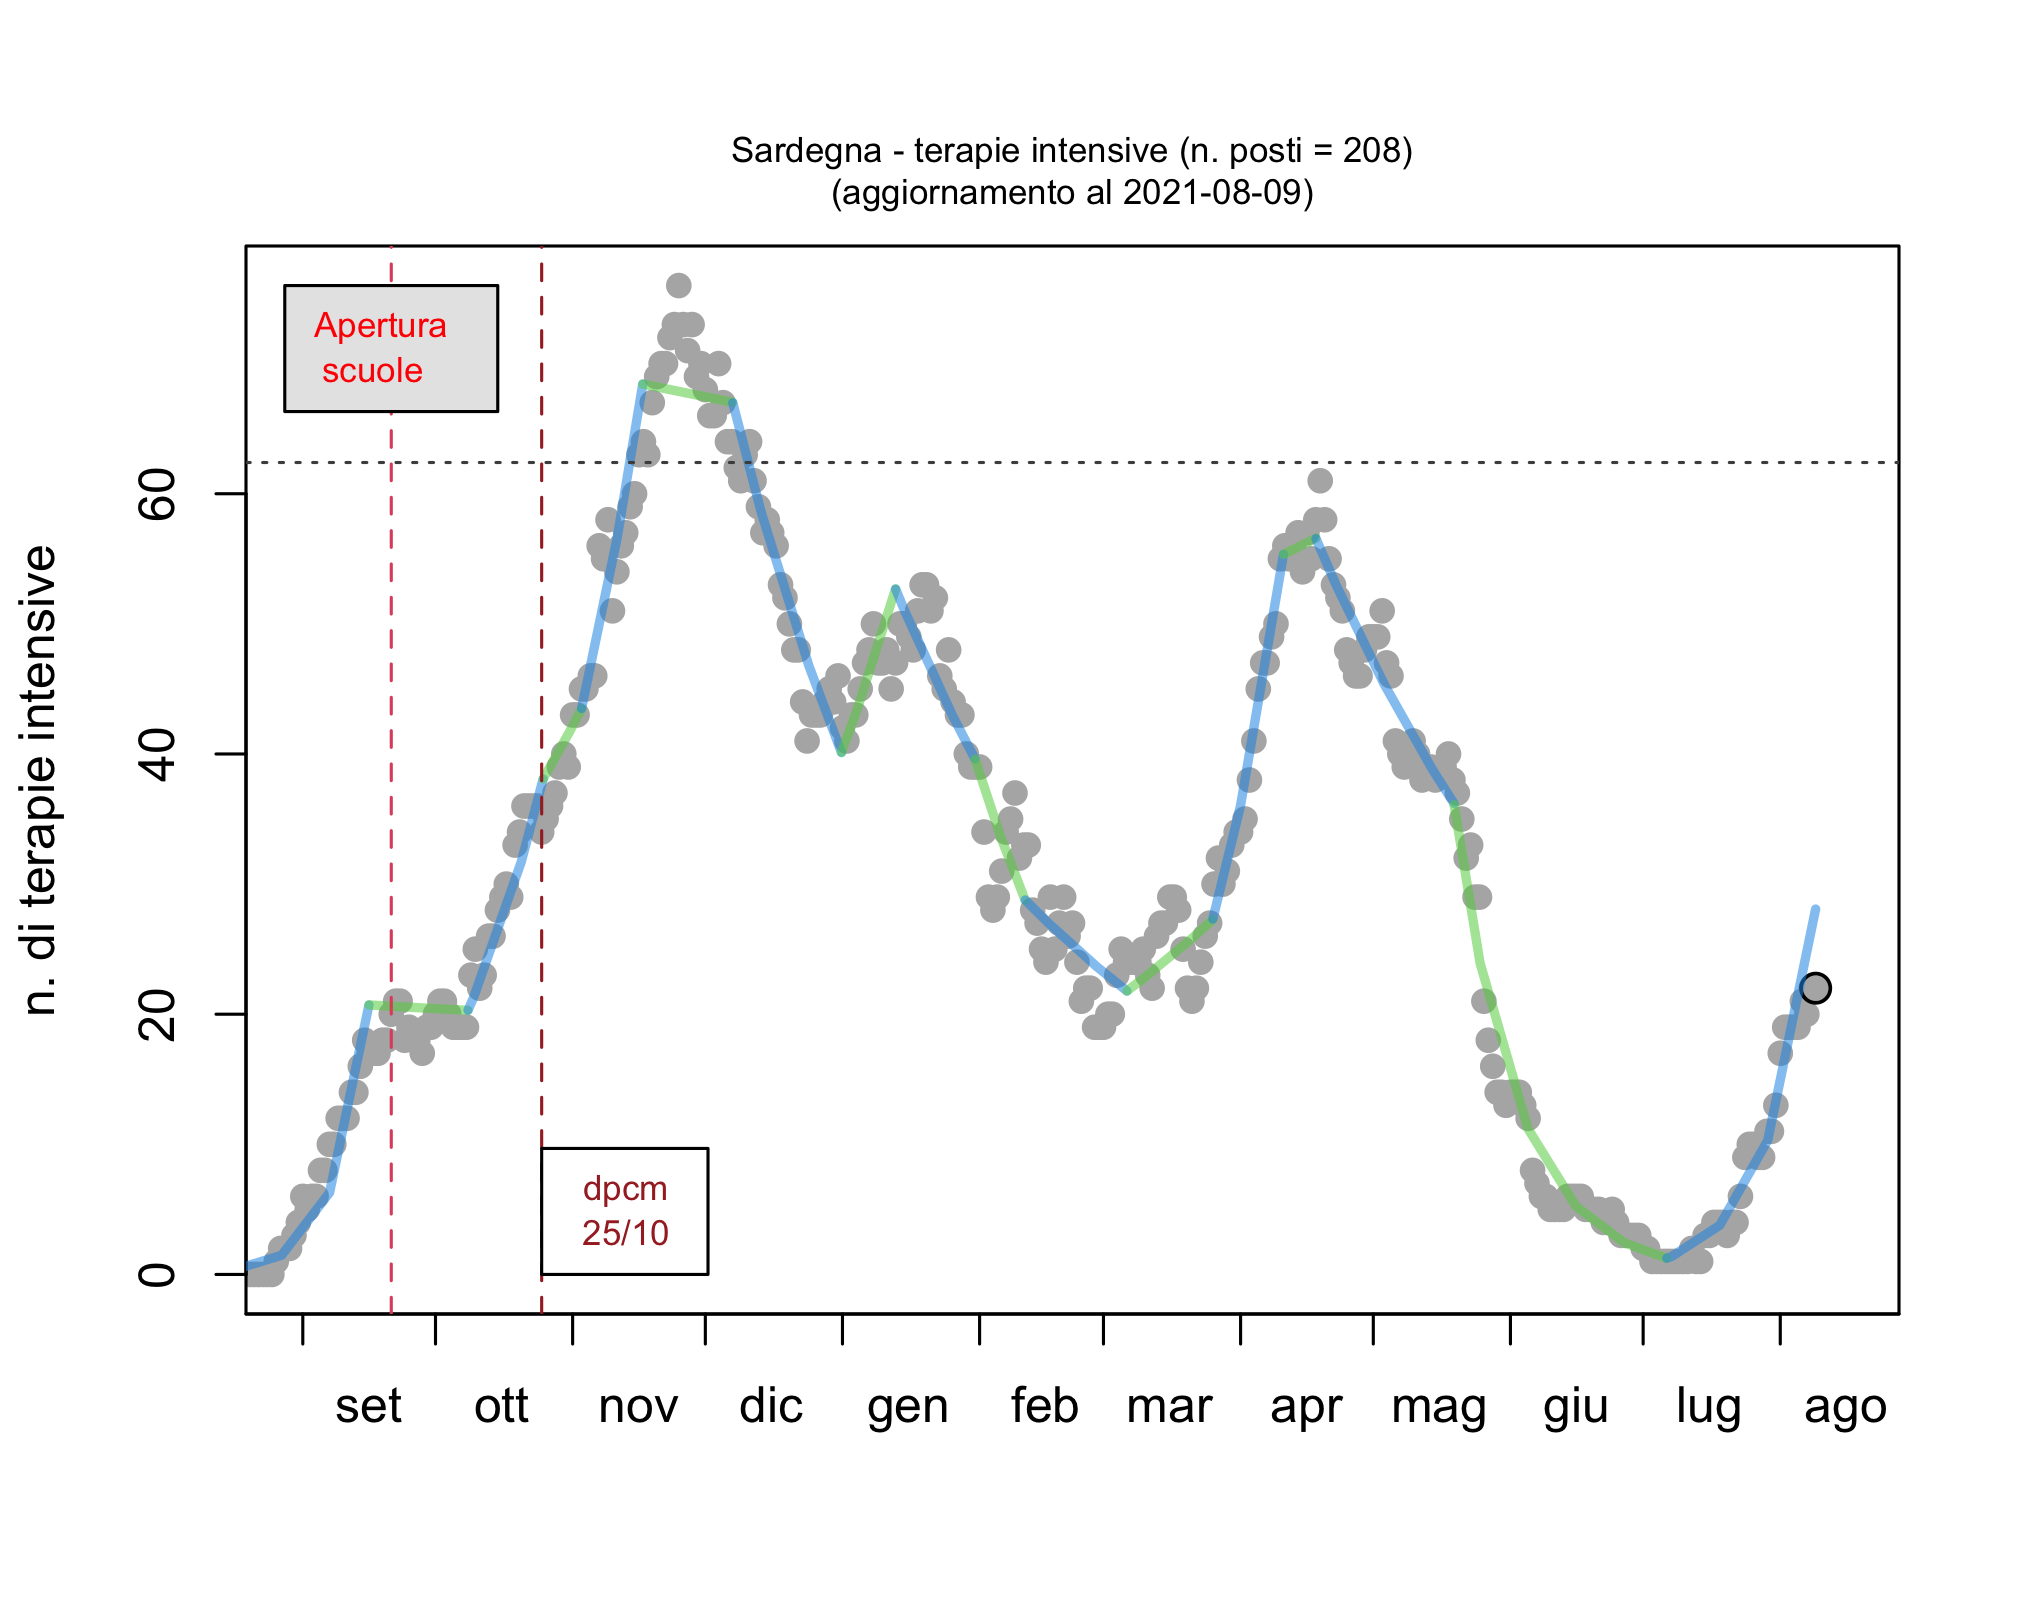 Sardegna - terapie intensive (n. posti = 208)
(aggiornamento al 2021-08-09)
Apertura
scuole
dpcm
25/10
n. di terapie intensive
60
40
20
0
set ott nov dic gen feb mar apr mag giu lug ago